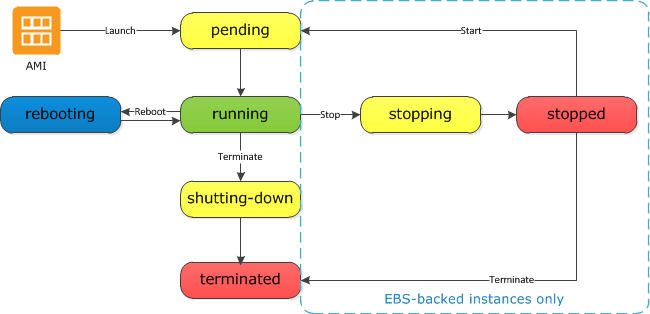 pending
Launch
Start
AMI
rebooting
Reboot
running
Stop
stopping
stopped
Terminate
shutting-down
terminated
Terminate
EBS-backed instances only